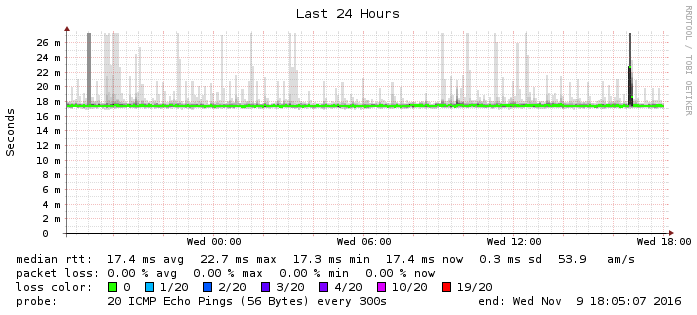 Last 24 Hours
RRDTOOL / TOBI OETIKER
Seconds
26 m
24 m
22 m
20 m
18 m
16 m
14 m
12 m
10 m
8 m
6 m
4 m
2 m
0
Wed 00:00 Wed 06:00 Wed 12:00 Wed 18:00
median rtt: 17.4 ms avg 22.7 ms max 17.3 ms min 17.4 ms now 0.3 ms sd 53.9 am/s
packet loss: 0.00 % avg 0.00 % max 0.00 % min 0.00 % now
loss color: 0 1/20 2/20 3/20 4/20 10/20 19/20
probe: 20 ICMP Echo Pings (56 Bytes) every 300s end: Wed Nov 9 18:05:07 2016